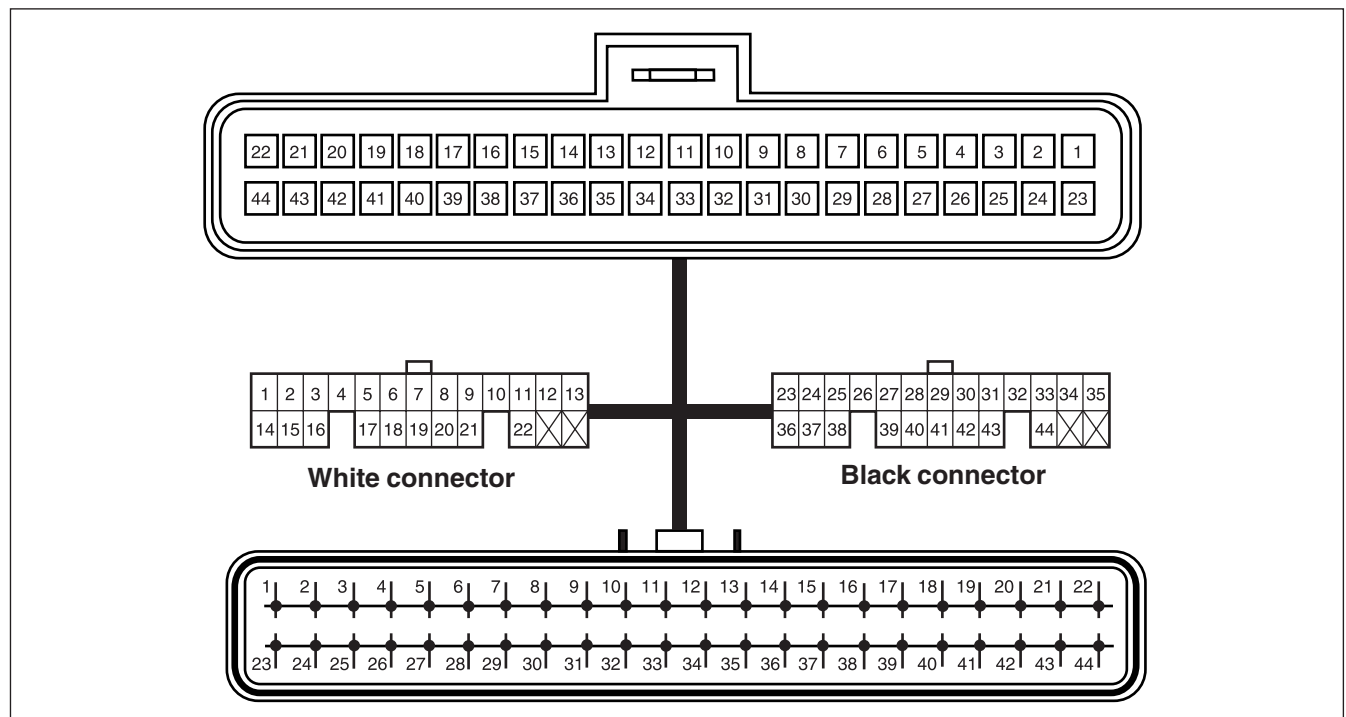 22 21 20 19 18 17 16 15 14 13 12 11 10 9 8 7 6 5 4 3 2 1
44 43 42 41 40 39 38 37 36 35 34 33 32 31 30 29 28 27 26 25 24 23
1 2 3 4 5 6 7 8 9 10 11 12 13
14 15 16 17 18 19 20 21 22
White connector
23 24 25 26 27 28 29 30 31 32 33 34 35
36 37 38 39 40 41 42 43 44
Black connector
1 2 3 4 5 6 7 8 9 10 11 12 13 14 15 16 17 18 19 20 21 22
23 24 25 26 27 28 29 30 31 32 33 34 35 36 37 38 39 40 41 42 43 44